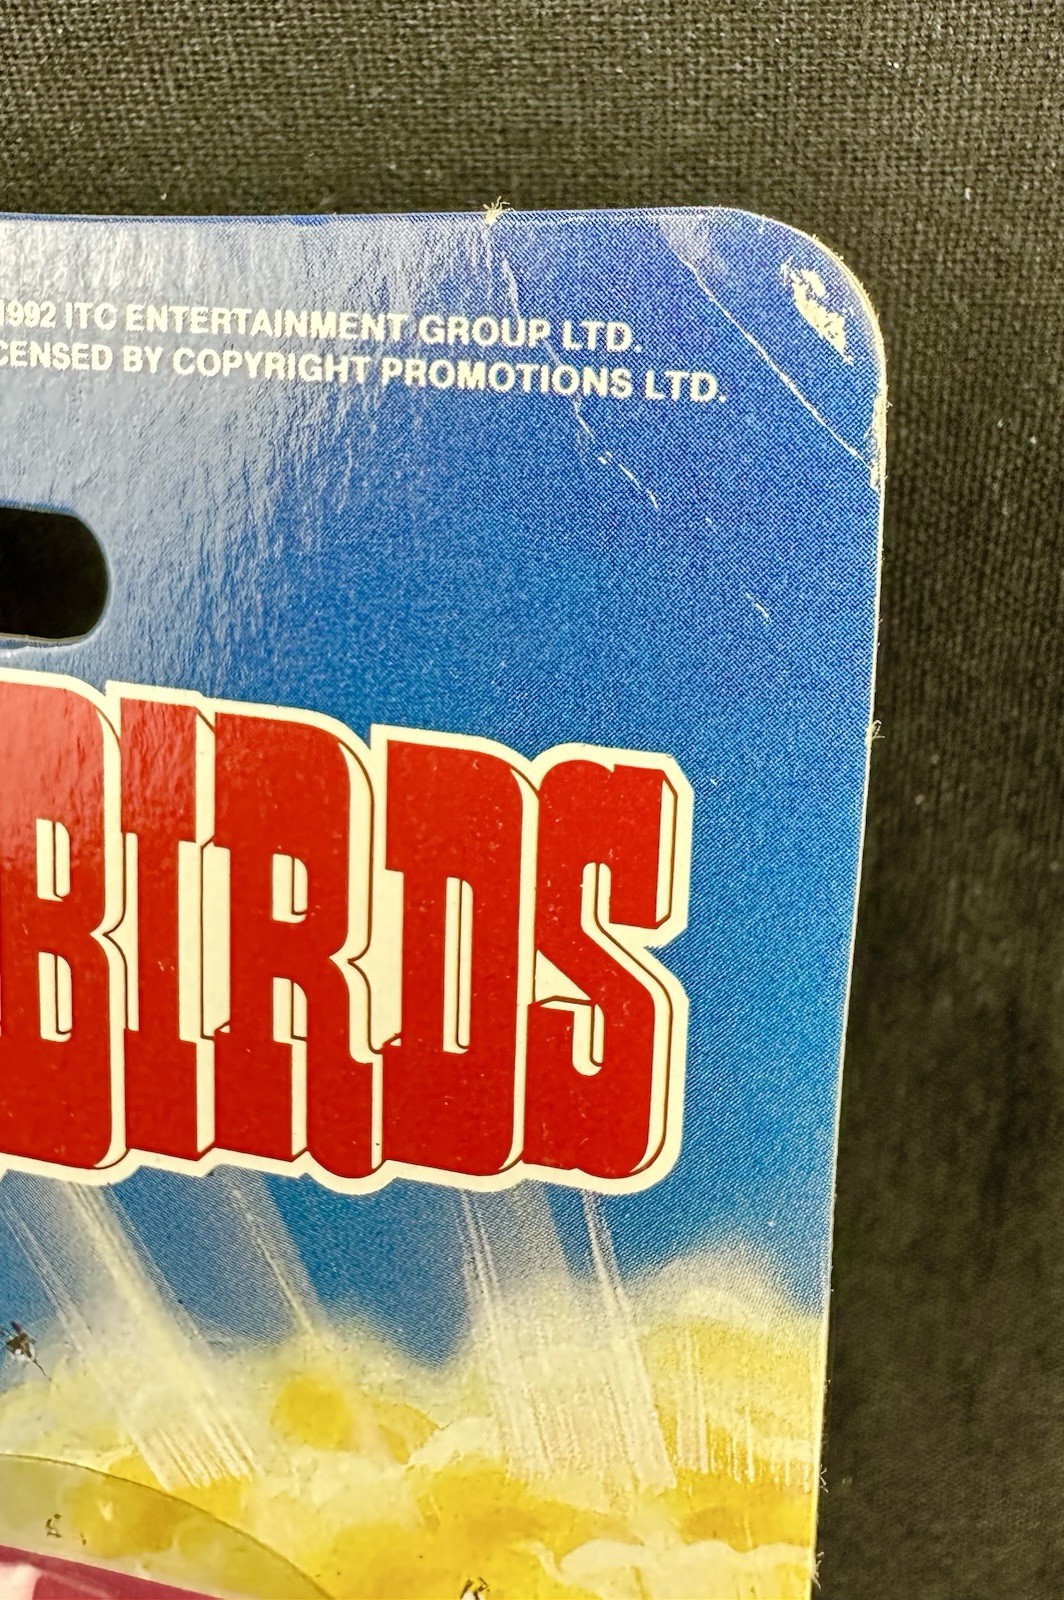 1992 ITC ENTERTAINMENT GROUP LTD.
CENSED BY COPYRIGHT PROMOTIONS LTD.
BIRDS